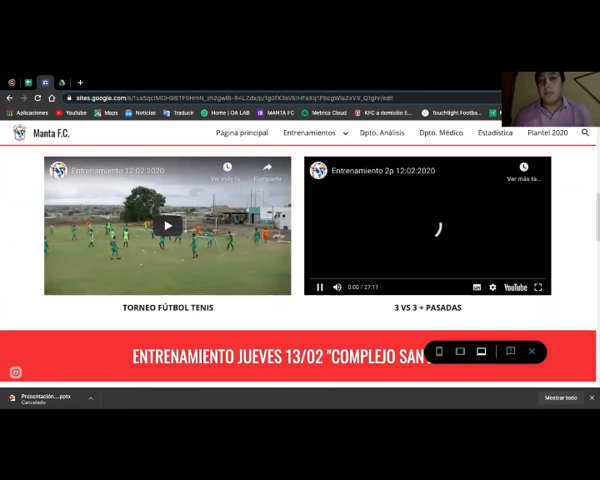 Aplicaciones YouTube Maps Noticias Traducir Home | OA LAB MANTA FC Metrica Cloud KFC a Domicil... Touchtight Footbo...
Manta F.C. Página principal Entrenamientos Dpto. Análisis Dpto. Médico Estadística Plantel 2020
Entrenamiento 12:02:2020 Ver más ta... Compartir
Entrenamiento 2p 12:02:2020 Ver más ta...
0:00 / 27:11 YouTube
TORNEO FÚTBOL TENIS
3 VS 3 + PASADAS
ENTRENAMIENTO JUEVES 13/02 "COMPLEJO SAN
Presentación....pptx
Cancelado
Mostrar todo